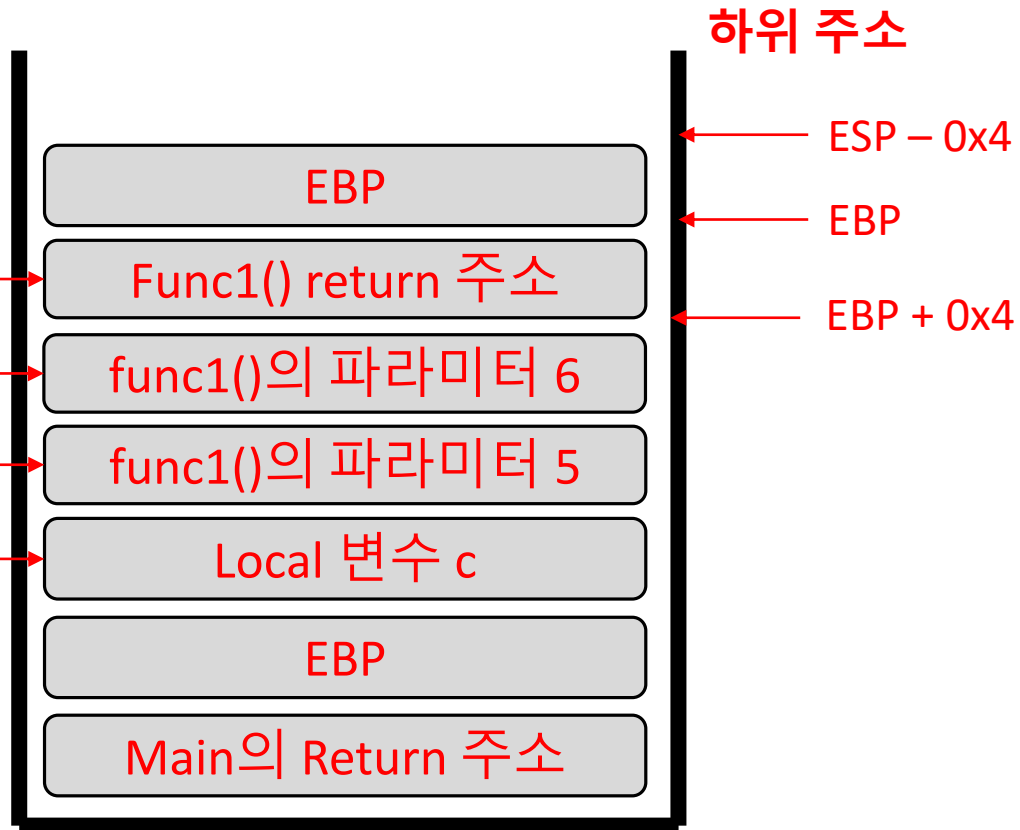 하위 주소
ESP – 0x4
EBP
EBP
Func1() return 주소
EBP + 0x4
func1()의 파라미터 6
func1()의 파라미터 5
Local 변수 c
EBP
Main의 Return 주소